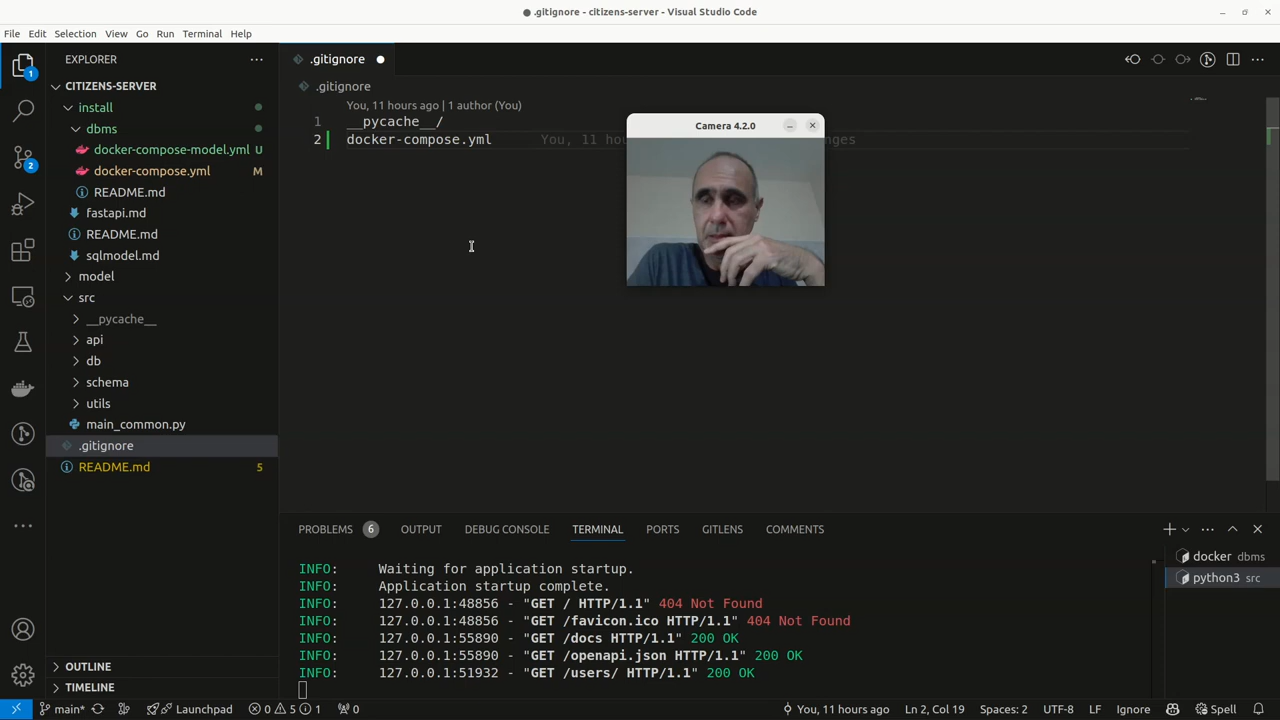 ● .gitignore - citizens-server - Visual Studio Code
File Edit Selection View Go Run Terminal Help
EXPLORER
.gitignore
CITIZENS-SERVER
.gitignore
install
You, 11 hours ago | 1 author (You)
dbms
1 __pycache__/
docker-compose-model.yml U
2 docker-compose.yml You, 11 hou nges
docker-compose.yml M
Camera 4.2.0
README.md
fastapi.md
README.md
sqlmodel.md
model
src
__pycache__
api
db
schema
utils
main_common.py
.gitignore
README.md 5
1
2
PROBLEMS 6 OUTPUT DEBUG CONSOLE TERMINAL PORTS GITLENS COMMENTS
INFO: Waiting for application startup.
INFO: Application startup complete.
INFO: 127.0.0.1:48856 - "GET / HTTP/1.1" 404 Not Found
INFO: 127.0.0.1:48856 - "GET /favicon.ico HTTP/1.1" 404 Not Found
INFO: 127.0.0.1:55890 - "GET /docs HTTP/1.1" 200 OK
INFO: 127.0.0.1:55890 - "GET /openapi.json HTTP/1.1" 200 OK
INFO: 127.0.0.1:51932 - "GET /users/ HTTP/1.1" 200 OK
docker dbms
python3 src
OUTLINE
TIMELINE
main* Launchpad 0 5 1 0 You, 11 hours ago Ln 2, Col 19 Spaces: 2 UTF-8 LF Ignore Spell